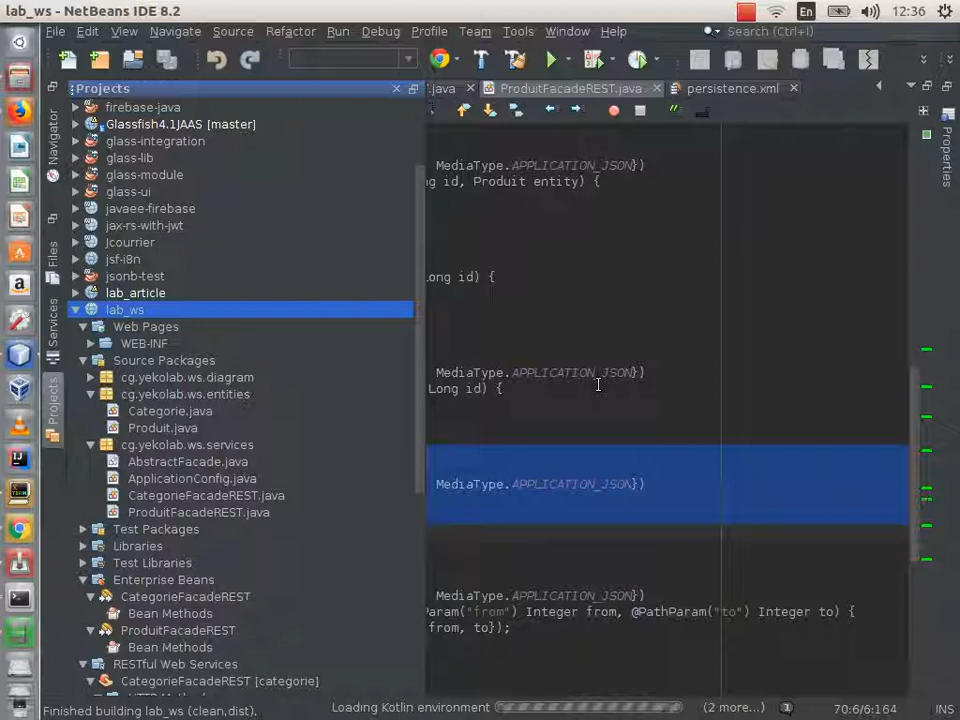 lab_ws - NetBeans IDE 8.2
En
12:36
File Edit View Navigate Source Refactor Run Debug Profile Team Tools Window Help
Search (Ctrl+I)
Projects
.java
ProduitFacadeREST.java
persistence.xml
Navigator
Files
Services
Projects
Properties
firebase-java
Glassfish4.1JAAS [master]
glass-integration
glass-lib
glass-module
glass-ui
javaee-firebase
jax-rs-with-jwt
Jcourrier
jsf-i8n
jsonb-test
lab_article
lab_ws
Web Pages
WEB-INF
Source Packages
cg.yekolab.ws.diagram
cg.yekolab.ws.entities
Categorie.java
Produit.java
cg.yekolab.ws.services
AbstractFacade.java
ApplicationConfig.java
CategorieFacadeREST.java
ProduitFacadeREST.java
Test Packages
Libraries
Test Libraries
Enterprise Beans
CategorieFacadeREST
Bean Methods
ProduitFacadeREST
Bean Methods
RESTful Web Services
CategorieFacadeREST [categorie]
MediaType.APPLICATION_JSON})
g id, Produit entity) {
Long id) {
MediaType.APPLICATION_JSON})
Long id) {
MediaType.APPLICATION_JSON})
MediaType.APPLICATION_JSON})
Param("from") Integer from, @PathParam("to") Integer to) {
from, to});
Finished building lab_ws (clean,dist).
Loading Kotlin environment
(2 more...)
1
70:6/6:164
INS